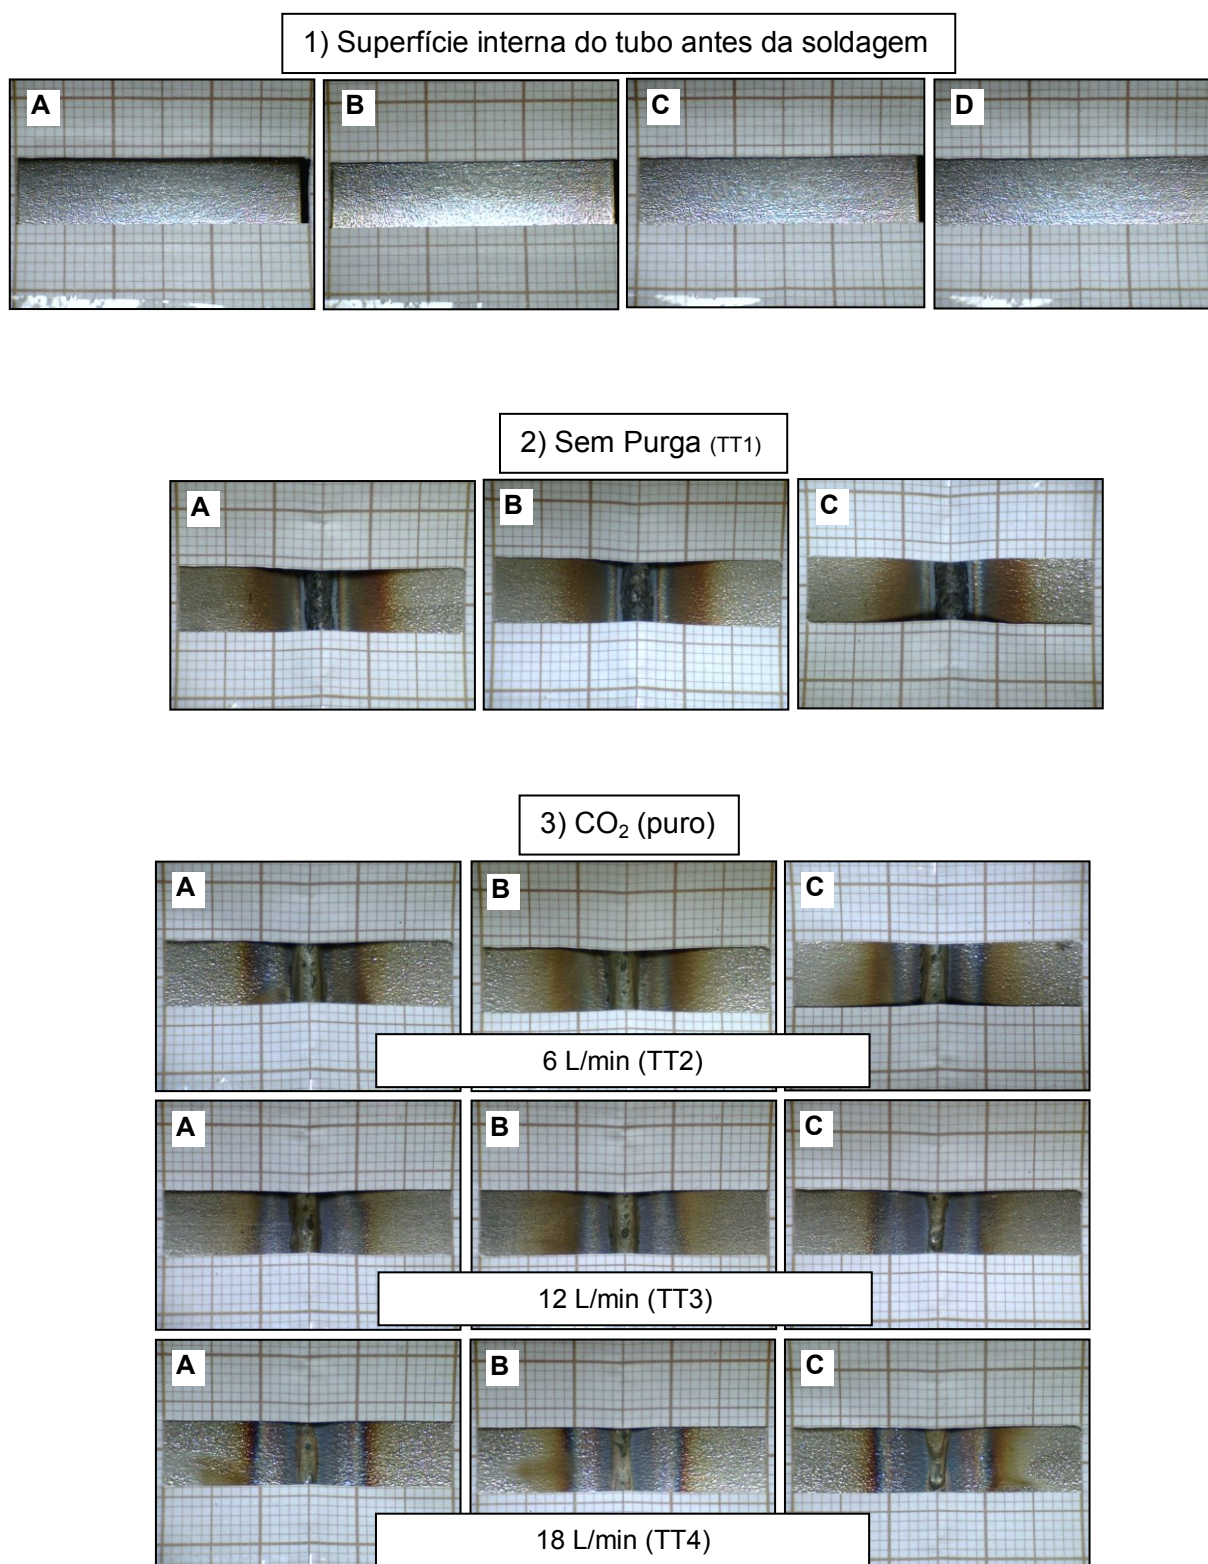 1) Superfície interna do tubo antes da soldagem
A B C D
2) Sem Purga (TT1)
A B C
3) CO₂ (puro)
A B C
6 L/min (TT2)
A B C
12 L/min (TT3)
A B C
18 L/min (TT4)